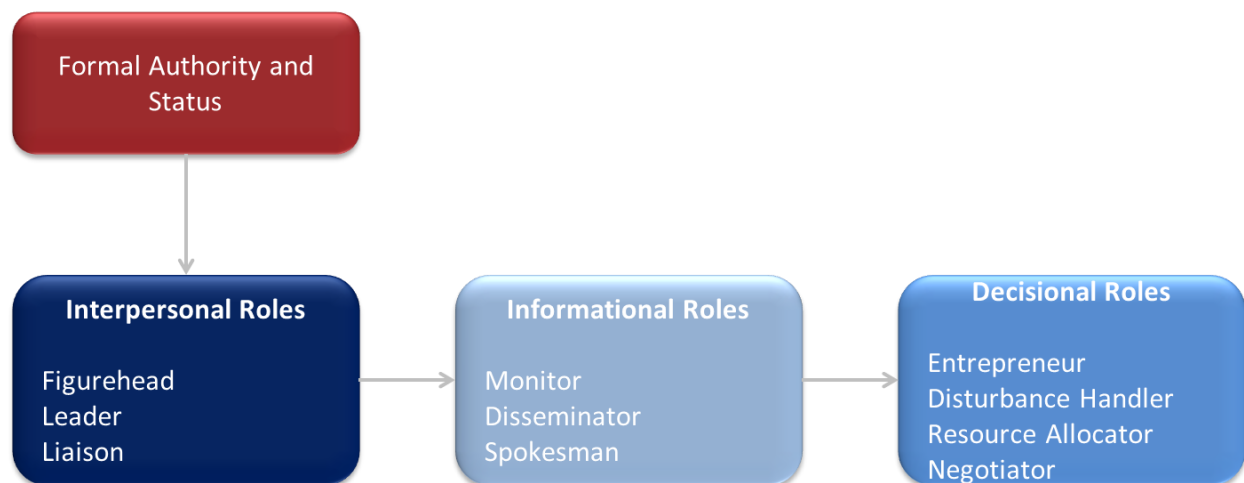 Formal Authority and
Status
Interpersonal Roles
Figurehead
Leader
Liaison
Informational Roles
Monitor
Disseminator
Spokesman
Decisional Roles
Entrepreneur
Disturbance Handler
Resource Allocator
Negotiator